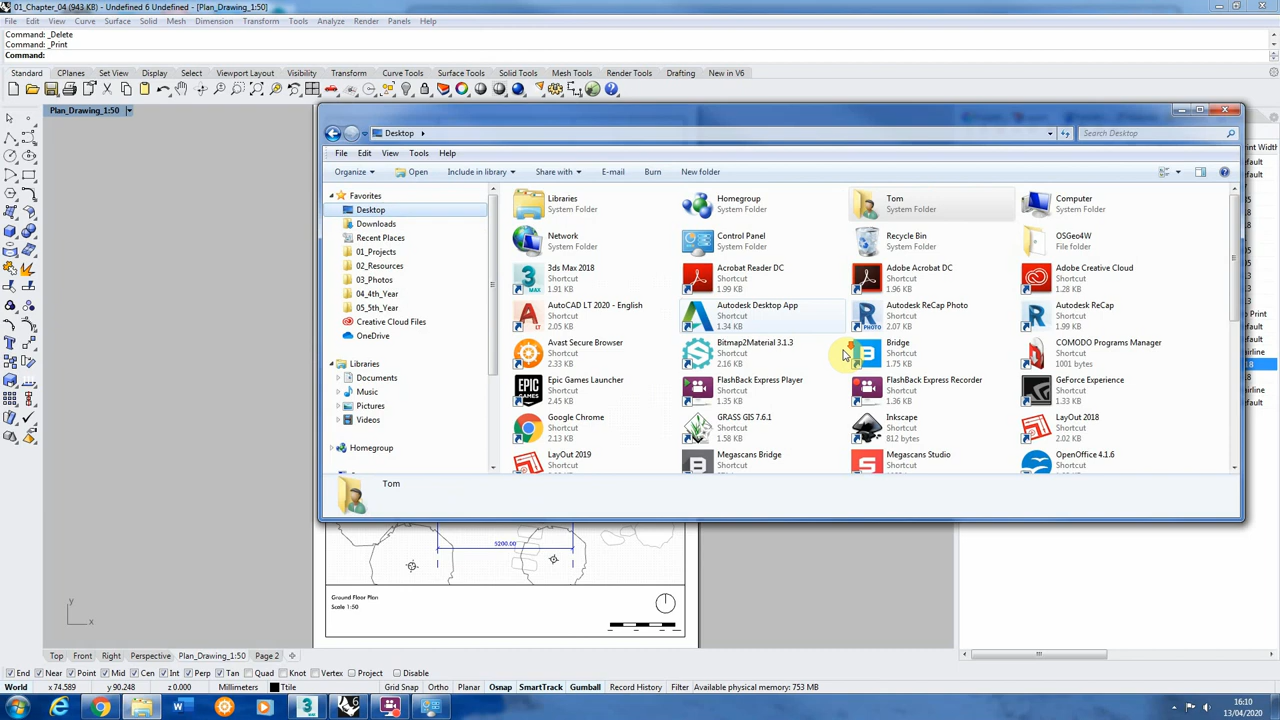 01_Chapter_04 (943 KB) - Undefined 6 Undefined - [Plan_Drawing_1:50]
File Edit View Curve Surface Solid Mesh Dimension Transform Tools Analyze Render Panels Help
Command: _Delete
Command: _Print
Command:
Standard CPlanes Set View Display Select Viewport Layout Visibility Transform Curve Tools Surface Tools Solid Tools Mesh Tools Render Tools Drafting New in V6
Plan_Drawing_1:50
Desktop
Search Desktop
File Edit View Tools Help
Organize Open Include in library Share with E-mail Burn New folder
Favorites
Desktop
Downloads
Recent Places
01_Projects
02_Resources
03_Photos
04_4th_Year
05_5th_Year
Creative Cloud Files
OneDrive
Libraries
Documents
Music
Pictures
Videos
Homegroup
Libraries
System Folder
Homegroup
System Folder
Tom
System Folder
Computer
System Folder
Network
System Folder
Control Panel
System Folder
Recycle Bin
System Folder
OSGeo4W
File folder
3ds Max 2018
Shortcut
1.91 KB
Acrobat Reader DC
Shortcut
1.99 KB
Adobe Acrobat DC
Shortcut
1.96 KB
Adobe Creative Cloud
Shortcut
1.28 KB
AutoCAD LT 2020 - English
Shortcut
2.05 KB
Autodesk Desktop App
Shortcut
1.34 KB
Autodesk ReCap Photo
Shortcut
2.07 KB
Autodesk ReCap
Shortcut
1.99 KB
Avast Secure Browser
Shortcut
2.33 KB
Bitmap2Material 3.1.3
Shortcut
2.16 KB
Bridge
Shortcut
1.75 KB
COMODO Programs Manager
Shortcut
1001 bytes
Epic Games Launcher
Shortcut
2.45 KB
FlashBack Express Player
Shortcut
1.35 KB
FlashBack Express Recorder
Shortcut
1.36 KB
GeForce Experience
Shortcut
1.33 KB
Google Chrome
Shortcut
2.13 KB
GRASS GIS 7.6.1
Shortcut
1.58 KB
Inkscape
Shortcut
812 bytes
LayOut 2018
Shortcut
2.02 KB
LayOut 2019
Shortcut
Megascans Bridge
Shortcut
Megascans Studio
Shortcut
OpenOffice 4.1.6
Shortcut
Tom
5200.00
Ground Floor Plan
Scale 1:50
y
x
Top Front Right Perspective Plan_Drawing_1:50 Page 2
End Near Point Mid Cen Int Perp Tan Quad Knot Vertex Project Disable
World x 74.589 y 90.248 z 0.000 Millimeters Ttile Grid Snap Ortho Planar Osnap SmartTrack Gumball Record History Filter Available physical memory: 753 MB
16:10
13/04/2020